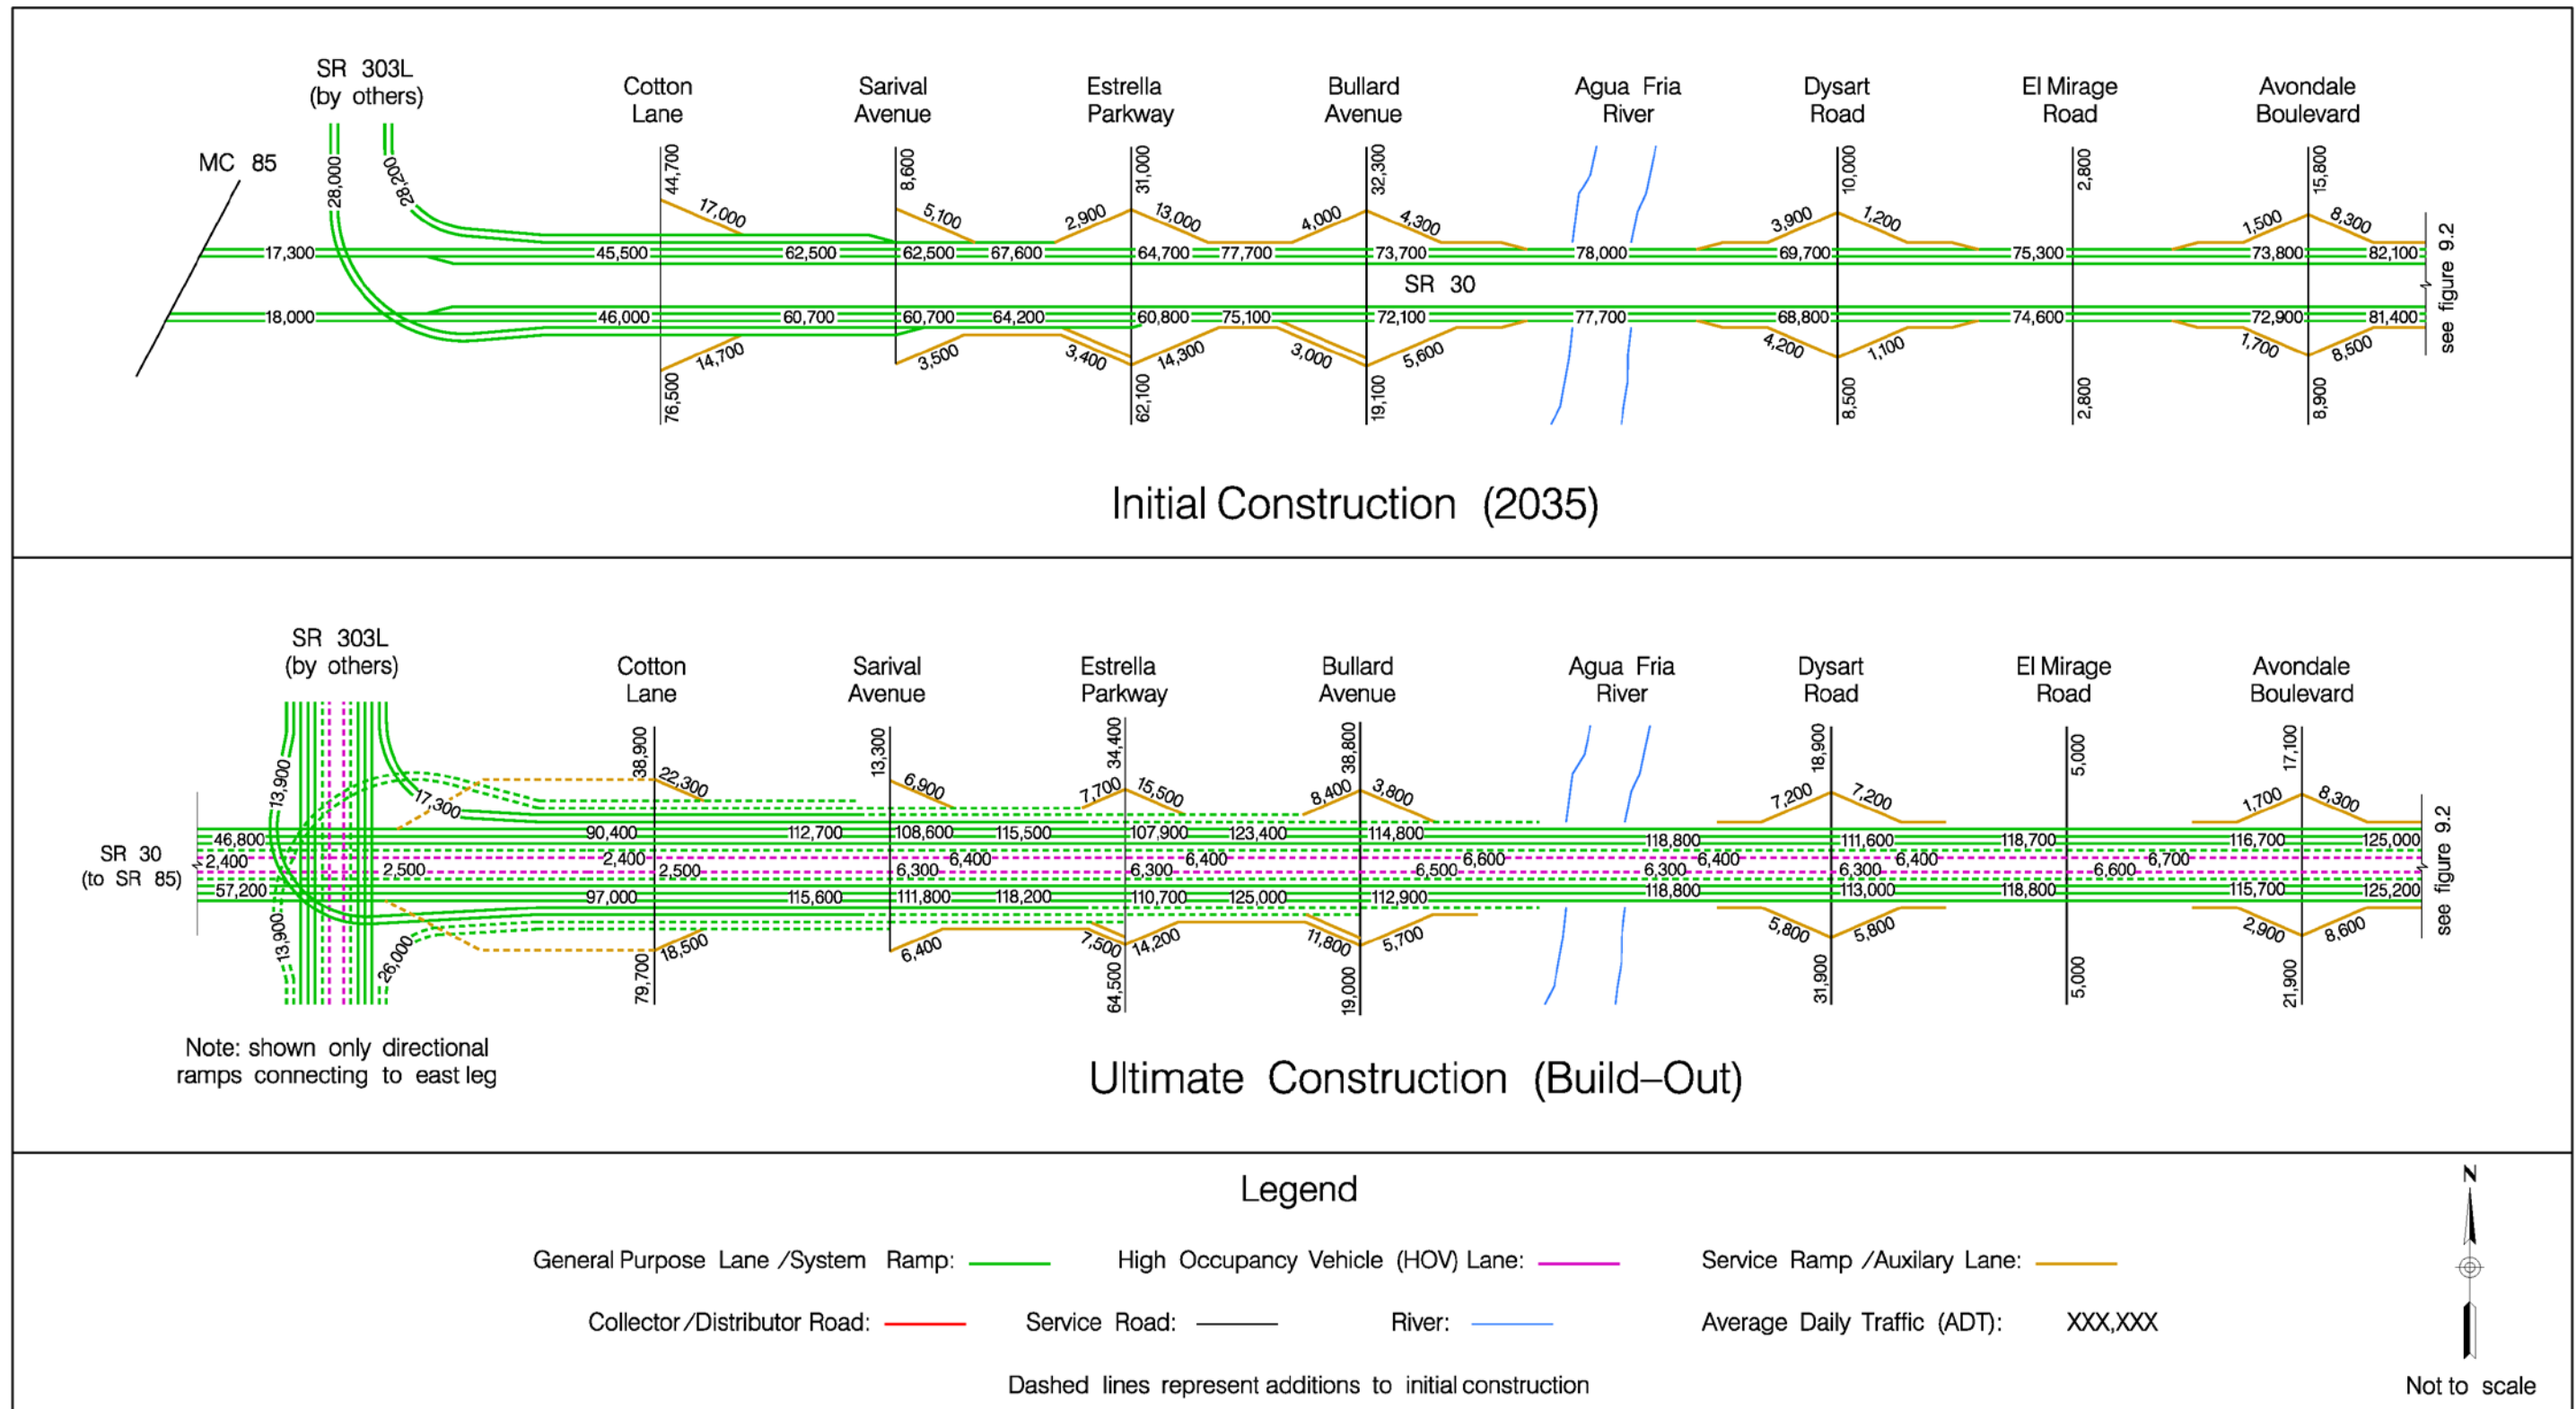 SR 303L
(by others)
MC 85
Cotton
Lane
Sarival
Avenue
Estrella
Parkway
Bullard
Avenue
Agua Fria
River
Dysart
Road
El Mirage
Road
Avondale
Boulevard
28,000
28,200
44,700
17,000
8,600
5,100
2,900
31,000
13,000
4,000
32,300
4,300
3,900
10,000
1,200
2,800
1,500
15,800
8,300
17,300
45,500
62,500
62,500
67,600
64,700
77,700
73,700
78,000
69,700
75,300
73,800
82,100
SR 30
see figure 9.2
18,000
46,000
60,700
60,700
64,200
60,800
75,100
72,100
77,700
68,800
74,600
72,900
81,400
76,500
14,700
3,500
3,400
62,100
14,300
3,000
19,100
5,600
4,200
8,500
1,100
2,800
1,700
8,900
8,500
Initial Construction (2035)
SR 303L
(by others)
Cotton
Lane
Sarival
Avenue
Estrella
Parkway
Bullard
Avenue
Agua Fria
River
Dysart
Road
El Mirage
Road
Avondale
Boulevard
13,900
17,300
38,900
22,300
13,300
6,900
7,700
34,400
15,500
8,400
38,800
3,800
7,200
18,900
7,200
5,000
1,700
17,100
8,300
46,800
90,400
112,700
108,600
115,500
107,900
123,400
114,800
118,800
111,600
118,700
116,700
125,000
SR 30
(to SR 85)
2,400
2,400
6,400
6,400
6,600
6,400
6,400
6,700
2,500
2,500
6,300
6,300
6,500
6,300
6,300
6,600
see figure 9.2
57,200
97,000
115,600
111,800
118,200
110,700
125,000
112,900
118,800
113,000
118,800
115,700
125,200
13,900
26,000
79,700
18,500
6,400
7,500
64,500
14,200
11,800
19,000
5,700
5,800
31,900
5,800
5,000
2,900
21,900
8,600
Note: shown only directional
ramps connecting to east leg
Ultimate Construction (Build–Out)
Legend
N
General Purpose Lane /System Ramp:
High Occupancy Vehicle (HOV) Lane:
Service Ramp /Auxilary Lane:
Collector/Distributor Road:
Service Road:
River:
Average Daily Traffic (ADT): XXX,XXX
Dashed lines represent additions to initial construction
Not to scale